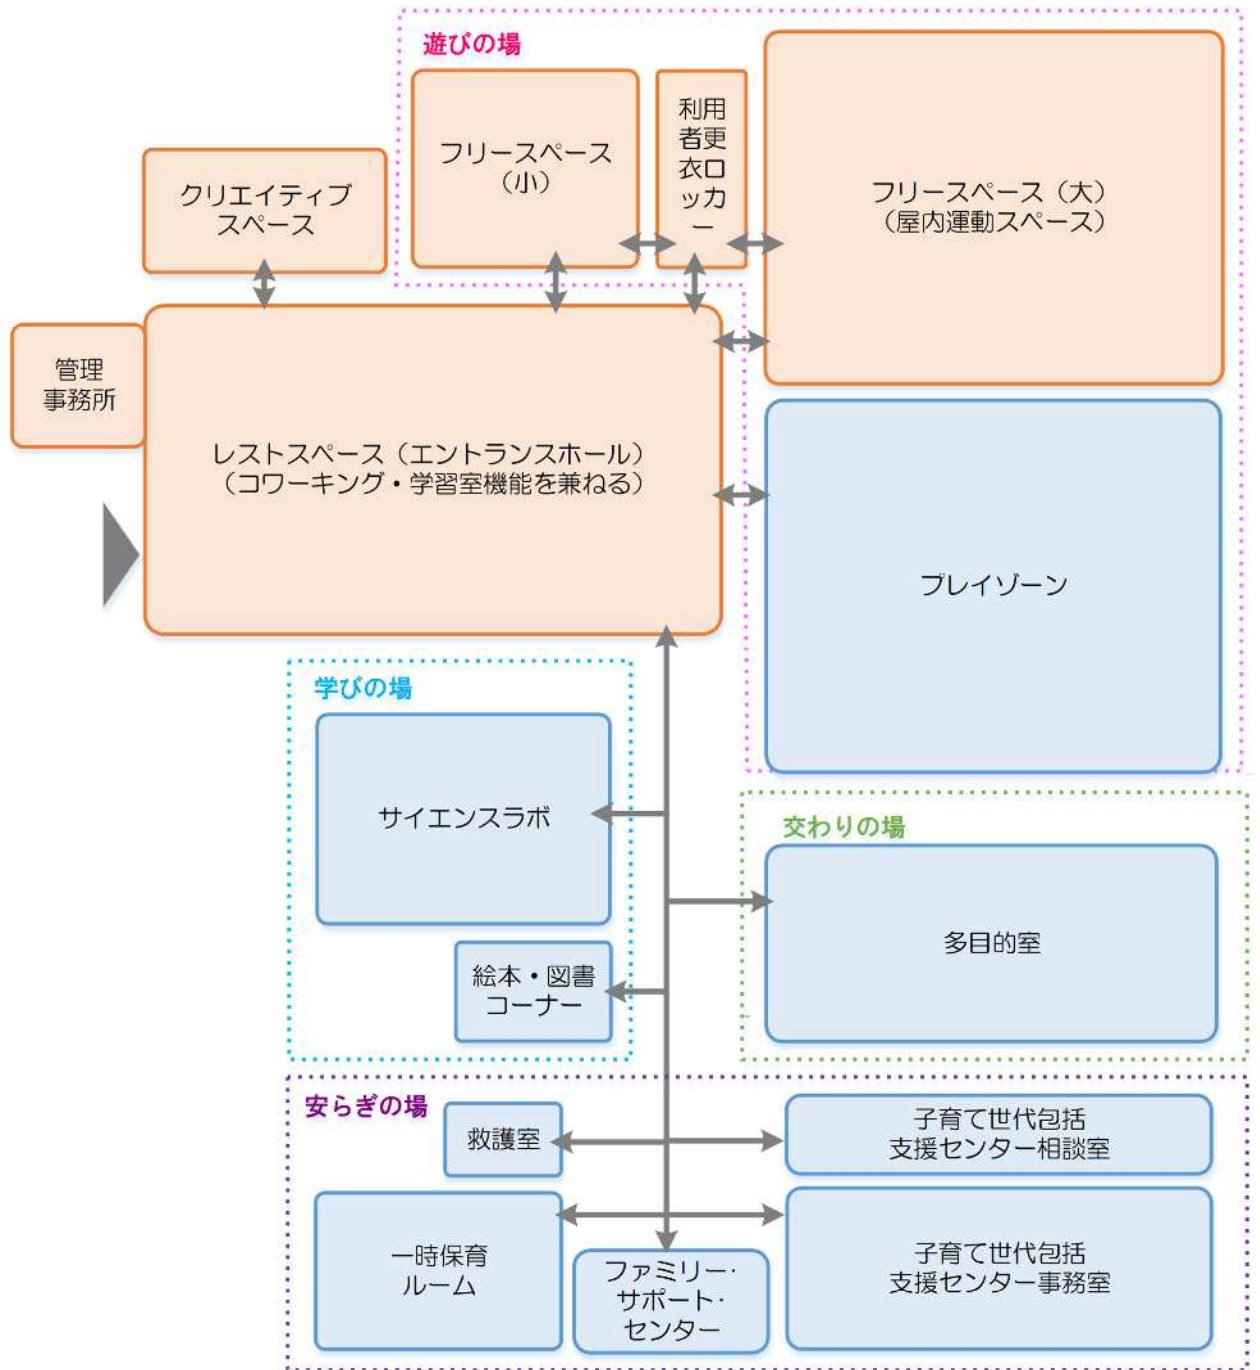 遊びの場
フリースペース
（小）
利用
者更
衣ロ
ッカ
ー
フリースペース（大）
（屋内運動スペース）
クリエイティブ
スペース
管理
事務所
レストスペース（エントランスホール）
（コワーキング・学習室機能を兼ねる）
プレイゾーン
学びの場
サイエンスラボ
絵本・図書
コーナー
交わりの場
多目的室
安らぎの場
救護室
子育て世代包括
支援センター相談室
一時保育
ルーム
ファミリー・
サポート・
センター
子育て世代包括
支援センター事務室